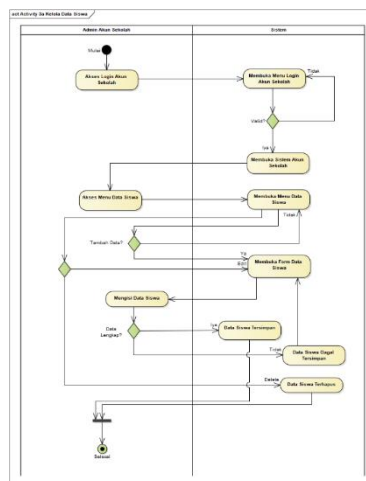 act Activity 3a Kelola Data Siswa
Admin Akun Sekolah
Sistem
Mulai
Akses Login Akun
Sekolah
Membuka Menu Login
Akun Sekolah
Tidak
Valid?
Iya
Membuka Sistem Akun
Sekolah
Akses Menu Data Siswa
Membuka Menu Data
Siswa
Tidak
Tambah Data?
Ya
Edit
Membuka Form Data
Siswa
Mengisi Data Siswa
Data
Lengkap?
Iya
Data Siswa Tersimpan
Tidak
Data Siswa Gagal
Tersimpan
Delete
Data Siswa Terhapus
Selesai